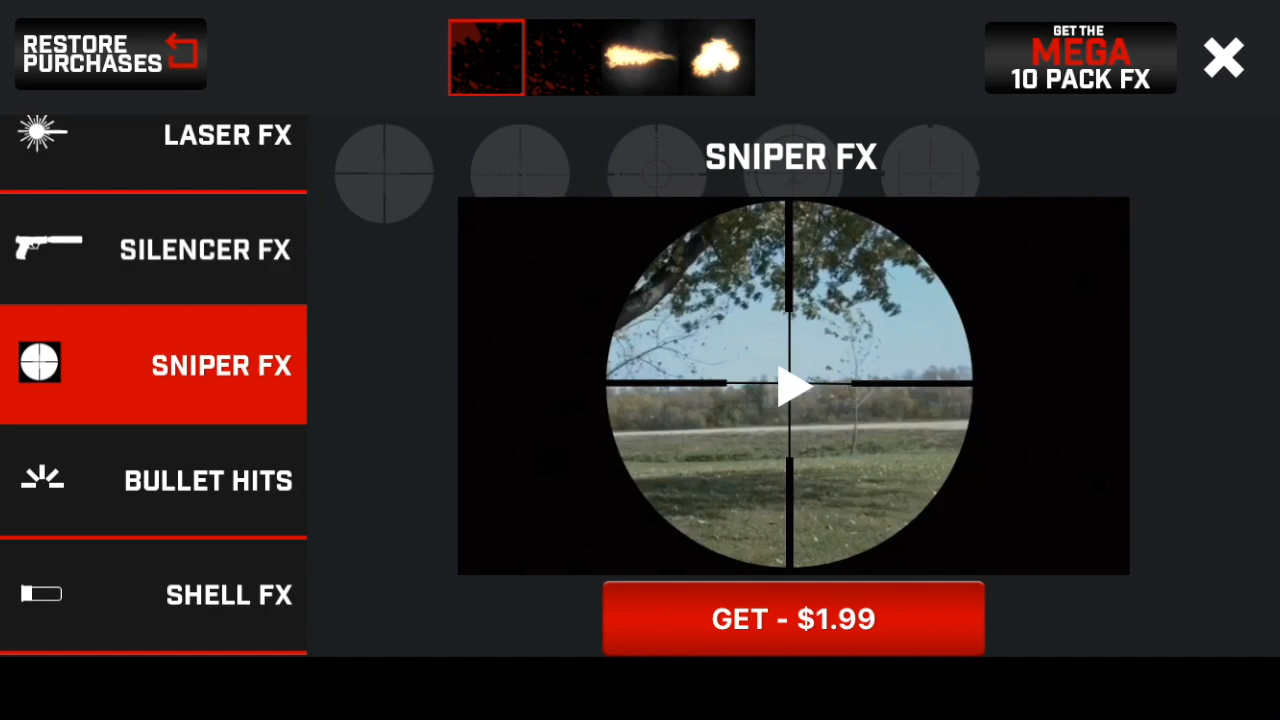 RESTORE
PURCHASES
GET THE
MEGA
10 PACK FX
LASER FX
SILENCER FX
SNIPER FX
BULLET HITS
SHELL FX
SNIPER FX
GET - $1.99